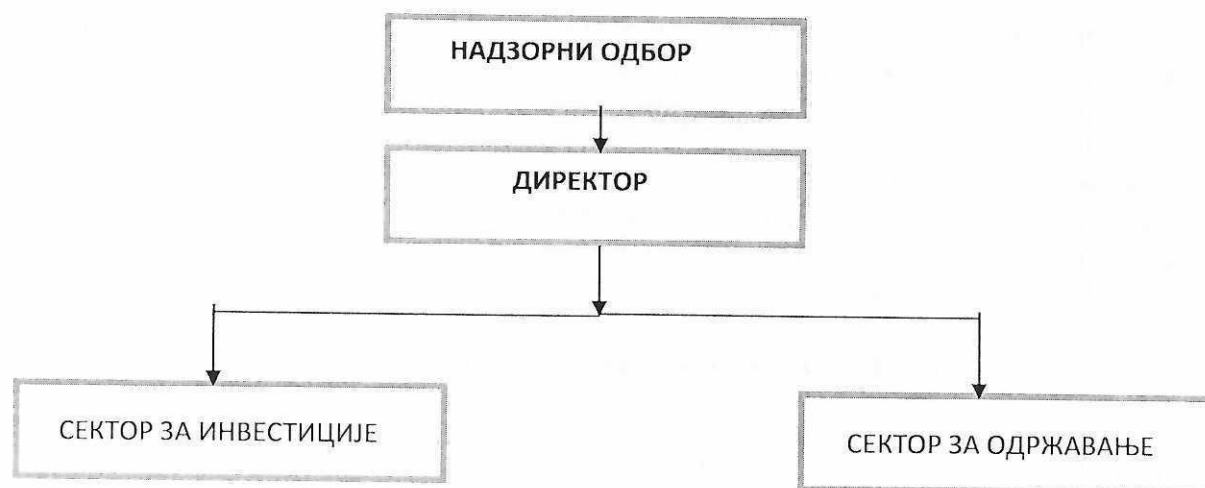 НАДЗОРНИ ОДБОР
ДИРЕКТОР
СЕКТОР ЗА ИНВЕСТИЦИЈЕ
СЕКТОР ЗА ОДРЖАВАЊЕ